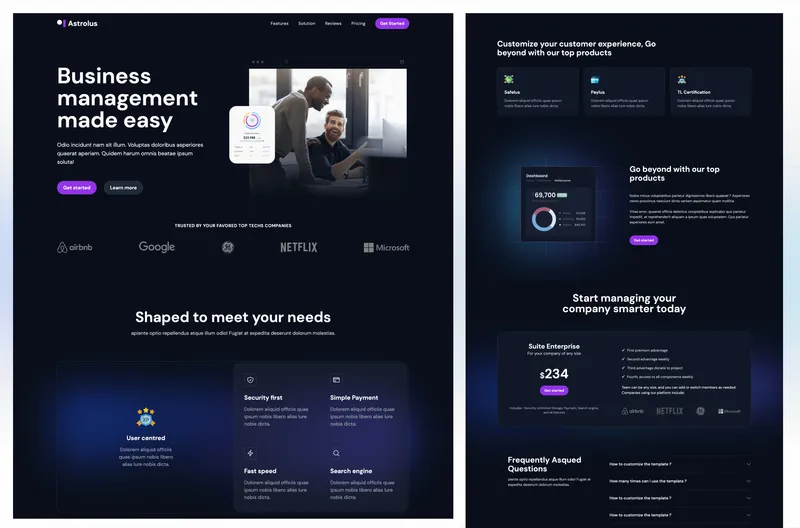 Astrolus
Features
Solution
Reviews
Pricing
Get Started
Business
management
made easy
Odio incidunt nam sit illum. Voluptas doloribus asperiores
quaerat aperiam. Quidem harum omnis beatae ipsum
soluta!
Get started
Learn more
TRUSTED BY YOUR FAVORED TOP TECHS COMPANIES
airbnb
Google
GE
NETFLIX
Microsoft
Shaped to meet your needs
apiente optio repellendus atque illum odio! Fugiat at expedita deserunt dolorum molestias.
User centred
Dolorem aliquid officiis quae
ipsum nobis libero alias iure
nobis dicta.
Security first
Dolorem aliquid officiis quae
ipsum nobis libero alias iure
nobis dicta.
Simple Payment
Dolorem aliquid officiis quae
ipsum nobis libero alias iure
nobis dicta.
Fast speed
Dolorem aliquid officiis quae
ipsum nobis libero alias iure
nobis dicta.
Search engine
Dolorem aliquid officiis quae
ipsum nobis libero alias iure
nobis dicta.
Customize your customer experience, Go
beyond with our top products
Safelus
Dolorem aliquid officiis quae ipsum
nobis libero alias iure nobis dicta.
Paylus
Dolorem aliquid officiis quae ipsum
nobis libero alias iure nobis dicta.
TL Certification
Dolorem aliquid officiis quae ipsum
nobis libero alias iure nobis dicta.
Dashboard
69,700
Go beyond with our top
products
Nobis minus voluptatibus pariatur dignissimos libero quaerat ? Asperiores
nemo possimus nesciunt dicta veniam aspernatur quam mollitia.
Vitae error, quaerat officia delectus voluptatibus explicabo quo pariatur
impedit, at reprehenderit aliquam a ipsum quas voluptatem. Quo pariatur
asperiores eum amet.
Get started
Start managing your
company smarter today
Suite Enterprise
For your company of any size
$234
Get started
Includes : Security, Unlimited Storage, Payment, Search engine,
and all features
✓ First premium advantage
✓ Second advantage weekly
✓ Third advantage donate to project
✓ Fourth, access to all components weekly
Team can be any size, and you can add or switch members as needed.
Companies using our platform include:
airbnb
NETFLIX
GE
Microsoft
Frequently Asqued
Questions
piente optio repellendus atque illum odio! Fugiat at
expedita deserunt dolorum molestias.
How to customize the template ?
How many times can I use the template ?
How to customize the template ?
How to customize the template ?